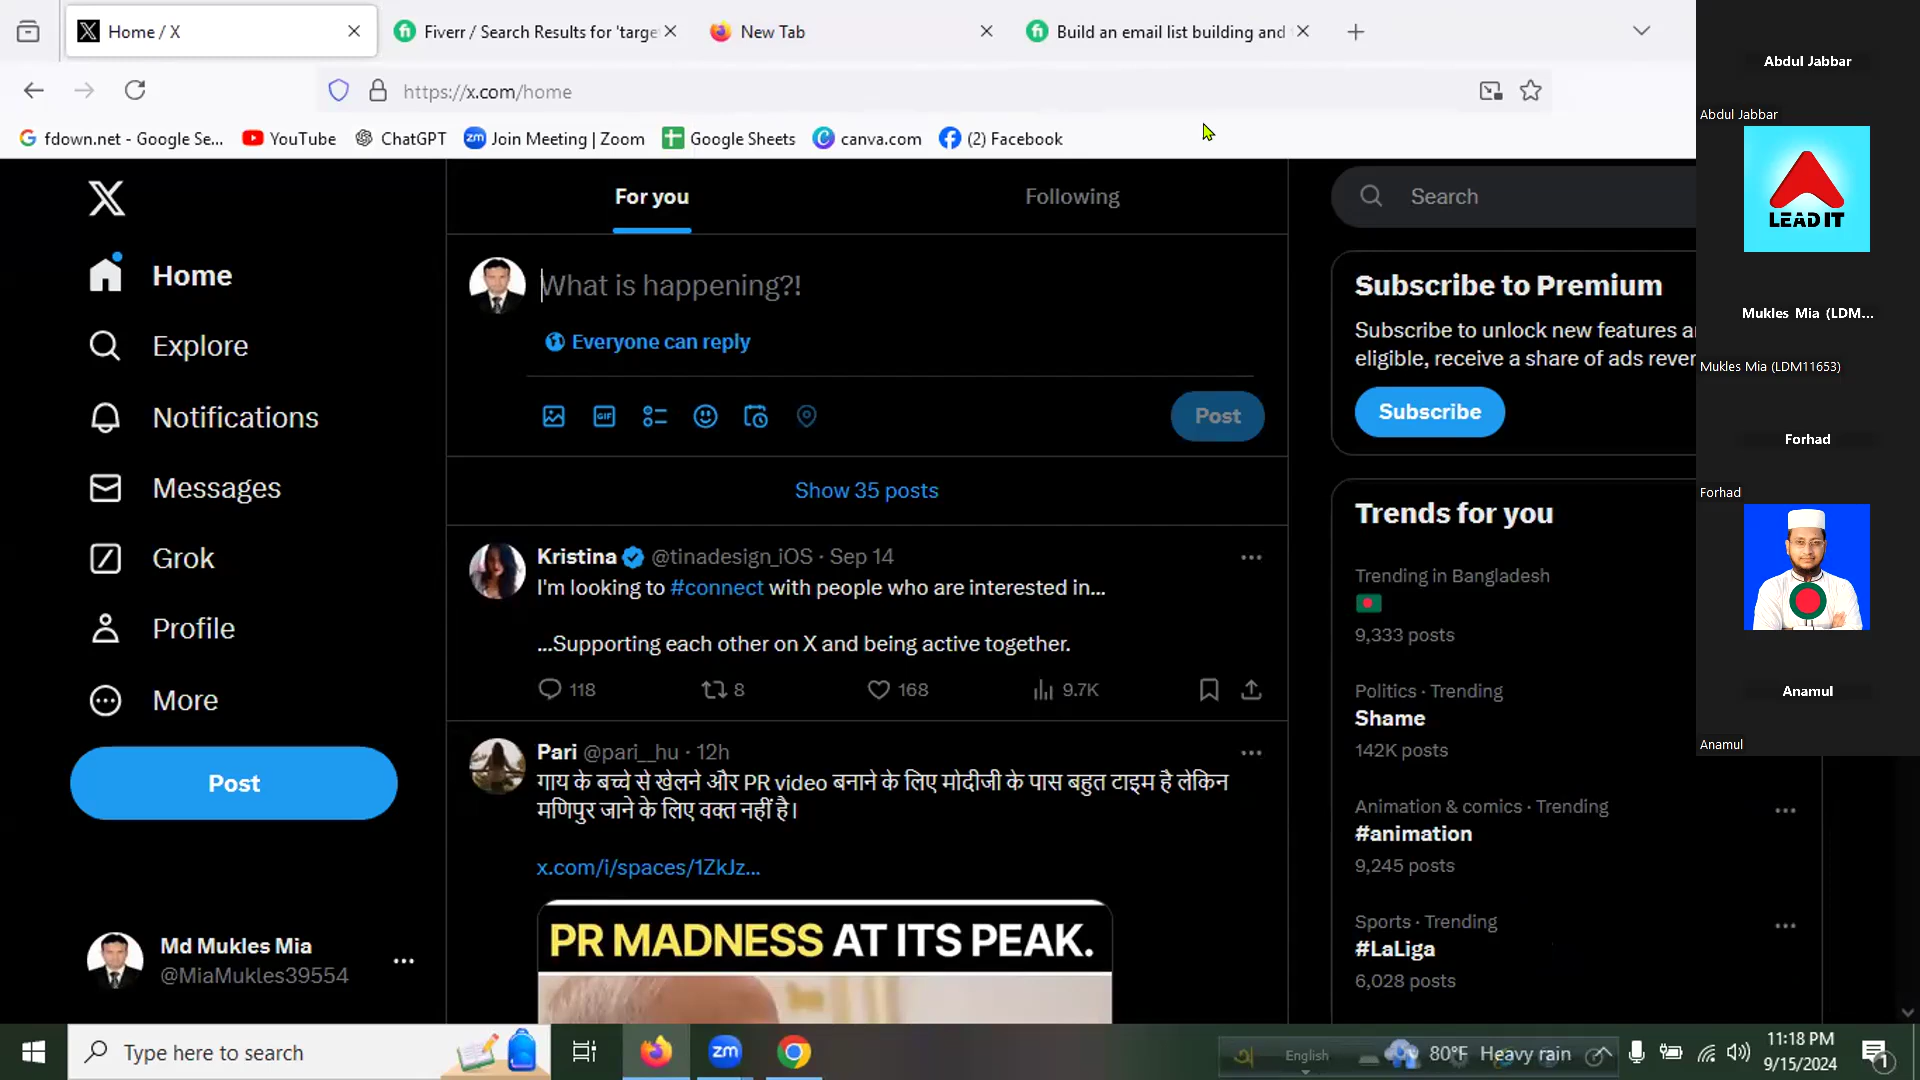 Home / X
Fiverr / Search Results for 'targe
New Tab
Build an email list building and
https://x.com/home
fdown.net - Google Se...
YouTube
ChatGPT
zm
Join Meeting | Zoom
Google Sheets
canva.com
(2) Facebook
For you
Following
Search
Home
What is happening?!
Everyone can reply
Explore
Notifications
GIF
Post
Messages
Show 35 posts
Grok
Profile
More
Post
Kristina @tinadesign_iOS · Sep 14
I'm looking to #connect with people who are interested in...
...Supporting each other on X and being active together.
118
8
168
9.7K
Pari @pari__hu · 12h
गाय के बच्चे से खेलने और PR video बनाने के लिए मोदीजी के पास बहुत टाइम है लेकिन
मणिपुर जाने के लिए वक्त नहीं है।
x.com/i/spaces/1ZkJz...
PR MADNESS AT ITS PEAK.
Subscribe to Premium
Subscribe to unlock new features a
eligible, receive a share of ads rever
Subscribe
Trends for you
Trending in Bangladesh
9,333 posts
Politics · Trending
Shame
142K posts
Animation & comics · Trending
#animation
9,245 posts
Sports · Trending
#LaLiga
6,028 posts
Md Mukles Mia
@MiaMukles39554
Abdul Jabbar
Abdul Jabbar
LEAD IT
Mukles Mia (LDM...
Mukles Mia (LDM11653)
Forhad
Forhad
Anamul
Anamul
Type here to search
zm
English
80°F Heavy rain
11:18 PM
9/15/2024
1